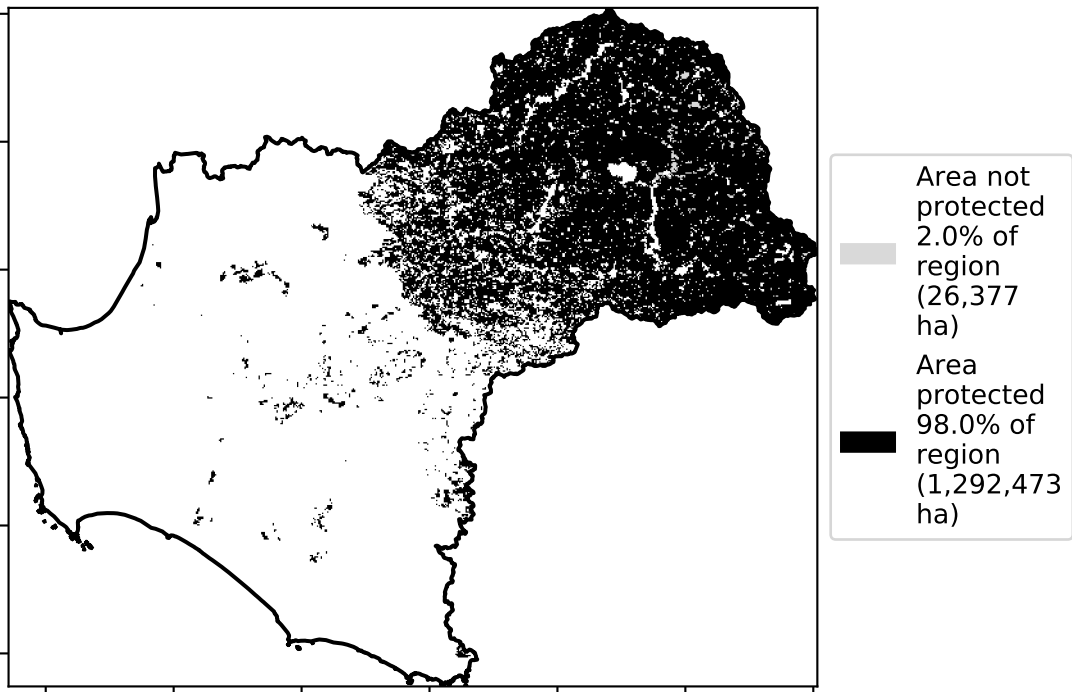 Area not
protected
2.0% of
region
(26,377
ha)
Area
protected
98.0% of
region
(1,292,473
ha)